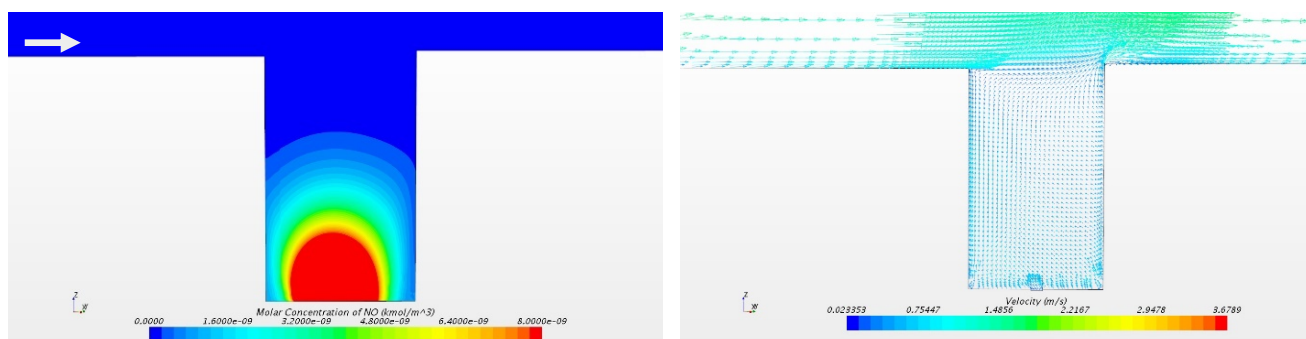 Z
Y
Molar Concentration of NO (kmol/m^3)
0.0000 1.6000e-09 3.2000e-09 4.8000e-09 6.4000e-09 8.0000e-09
Z
Y
Velocity (m/s)
0.023353 0.75447 1.4856 2.2167 2.9478 3.6789